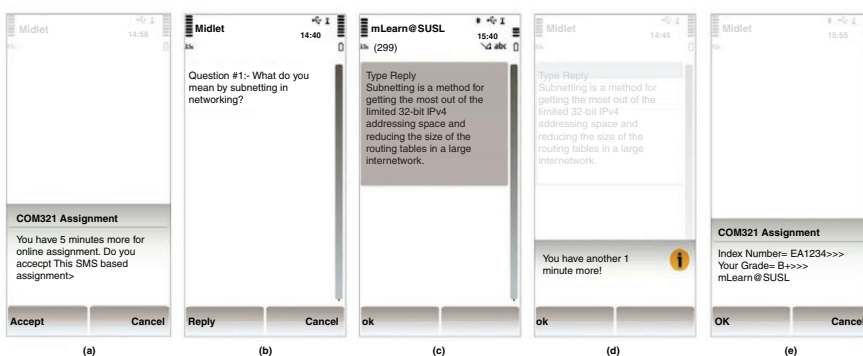 Midlet
14:56
COM321 Assignment
You have 5 minutes more for
online assignment. Do you
accecpt This SMS based
assignment>
Accept Cancel
(a)
Midlet
14:40
Question #1:- What do you
mean by subnetting in
networking?
Reply Cancel
(b)
mLearn@SUSL
15:40
(299) abc
Type Reply
Subnetting is a method for
getting the most out of the
limited 32-bit IPv4
addressing space and
reducing the size of the
routing tables in a large
internetwork.
ok
(c)
Midlet
14:45
Type Reply
Subnetting is a method for
getting the most out of the
limited 32-bit IPv4
addressing space and
reducing the size of the
routing tables in a large
internetwork.
You have another 1
minute more!
ok
(d)
Midlet
15:55
COM321 Assignment
Index Number= EA1234>>>
Your Grade= B+>>>
mLearn@SUSL
OK Cancel
(e)